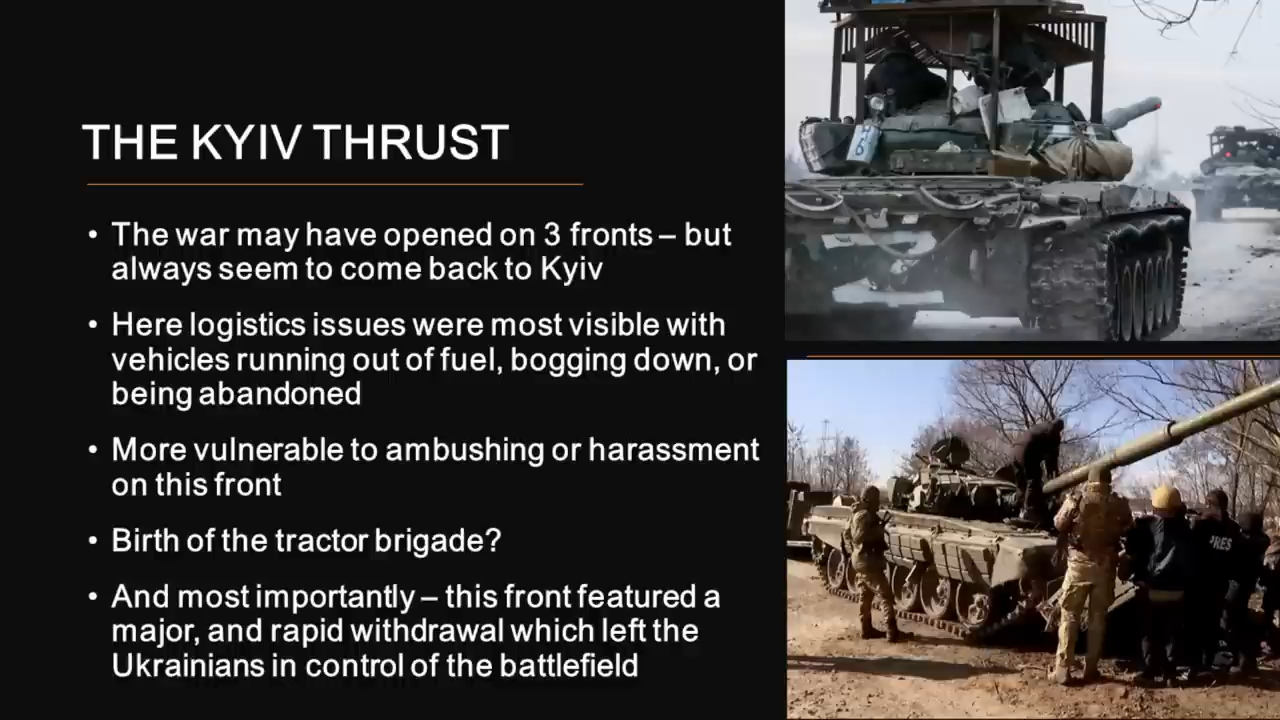 THE KYIV THRUST
• The war may have opened on 3 fronts – but
always seem to come back to Kyiv
• Here logistics issues were most visible with
vehicles running out of fuel, bogging down, or
being abandoned
• More vulnerable to ambushing or harassment
on this front
• Birth of the tractor brigade?
• And most importantly – this front featured a
major, and rapid withdrawal which left the
Ukrainians in control of the battlefield
PRES